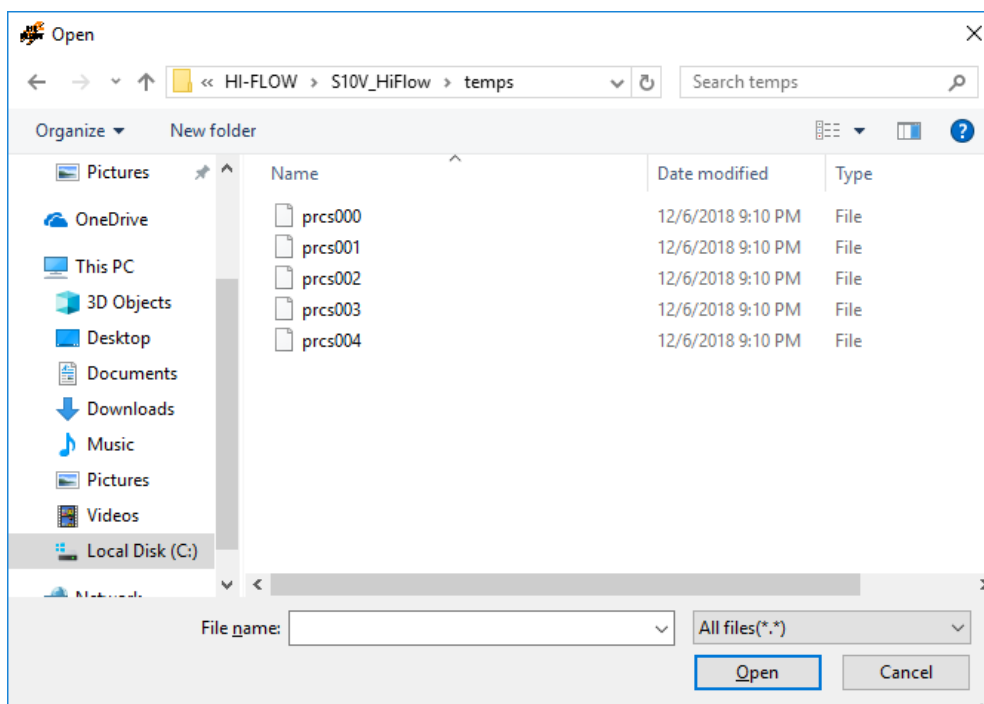 Open
« HI-FLOW > S10V_HiFlow > temps
Search temps
Organize
New folder
Pictures
OneDrive
This PC
3D Objects
Desktop
Documents
Downloads
Music
Pictures
Videos
Local Disk (C:)
Network
Name Date modified Type
prcs000 12/6/2018 9:10 PM File
prcs001 12/6/2018 9:10 PM File
prcs002 12/6/2018 9:10 PM File
prcs003 12/6/2018 9:10 PM File
prcs004 12/6/2018 9:10 PM File
File name:
All files(*.*)
Open
Cancel